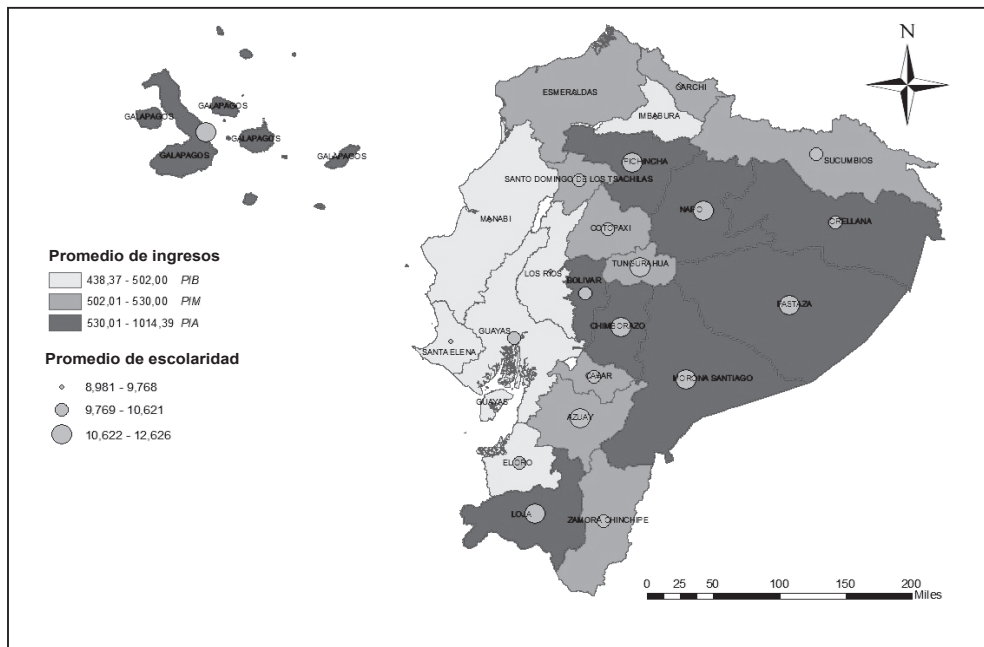 N
GALAPAGOS
GALAPAGOS
GALAPAGOS
GALAPAGOS
GALAPAGOS
ESMERALDAS
CARCHI
IMBABURA
SUCUMBIOS
PICHINCHA
SANTO DOMINGO DE LOS TSACHILAS
NAPO
ORELLANA
MANABI
COTOPAXI
TUNGURAHUA
LOS RIOS
BOLIVAR
PASTAZA
CHIMBORAZO
GUAYAS
SANTA ELENA
CAÑAR
MORONA SANTIAGO
GUAYAS
AZUAY
EL ORO
LOJA
ZAMORA CHINCHIPE
Promedio de ingresos
438,37 - 502,00 PIB
502,01 - 530,00 PIM
530,01 - 1014,39 PIA
Promedio de escolaridad
8,981 - 9,768
9,769 - 10,621
10,622 - 12,626
0 25 50 100 150 200
Miles